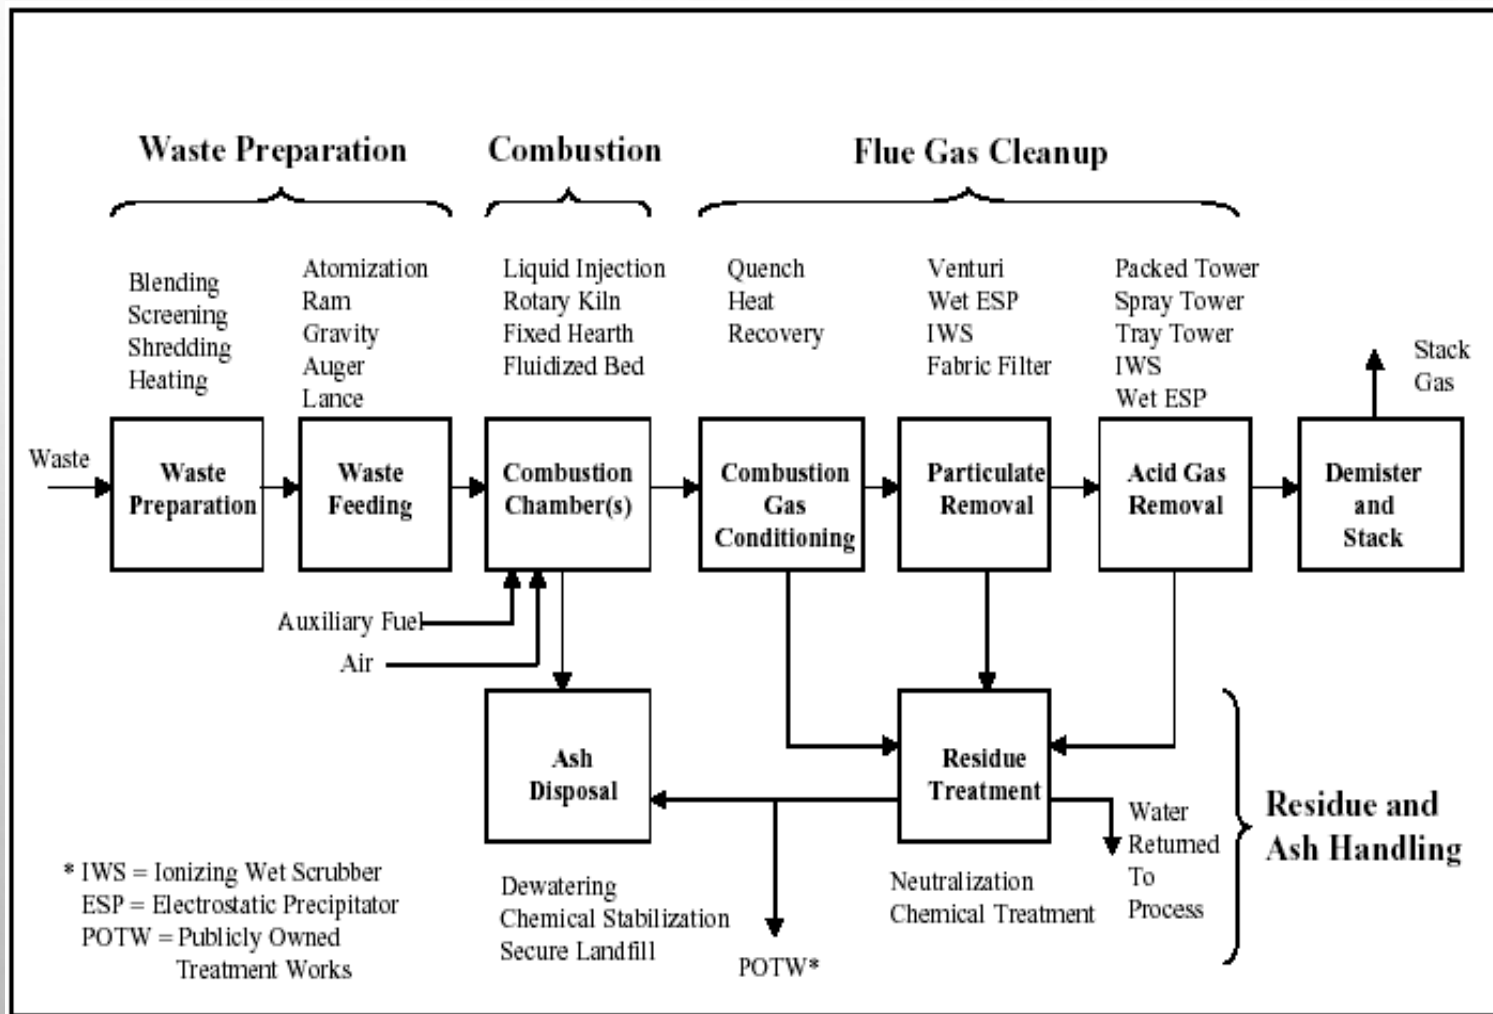 Waste Preparation
Combustion
Flue Gas Cleanup
Blending
Screening
Shredding
Heating
Atomization
Ram
Gravity
Auger
Lance
Liquid Injection
Rotary Kiln
Fixed Hearth
Fluidized Bed
Quench
Heat
Recovery
Venturi
Wet ESP
IWS
Fabric Filter
Packed Tower
Spray Tower
Tray Tower
IWS
Wet ESP
Stack
Gas
Waste
Waste
Preparation
Waste
Feeding
Combustion
Chamber(s)
Combustion
Gas
Conditioning
Particulate
Removal
Acid Gas
Removal
Demister
and
Stack
Auxiliary Fuel
Air
Ash
Disposal
Residue
Treatment
Water
Returned
To
Process
Residue and
Ash Handling
Dewatering
Chemical Stabilization
Secure Landfill
Neutralization
Chemical Treatment
POTW*
* IWS = Ionizing Wet Scrubber
ESP = Electrostatic Precipitator
POTW = Publicly Owned
Treatment Works